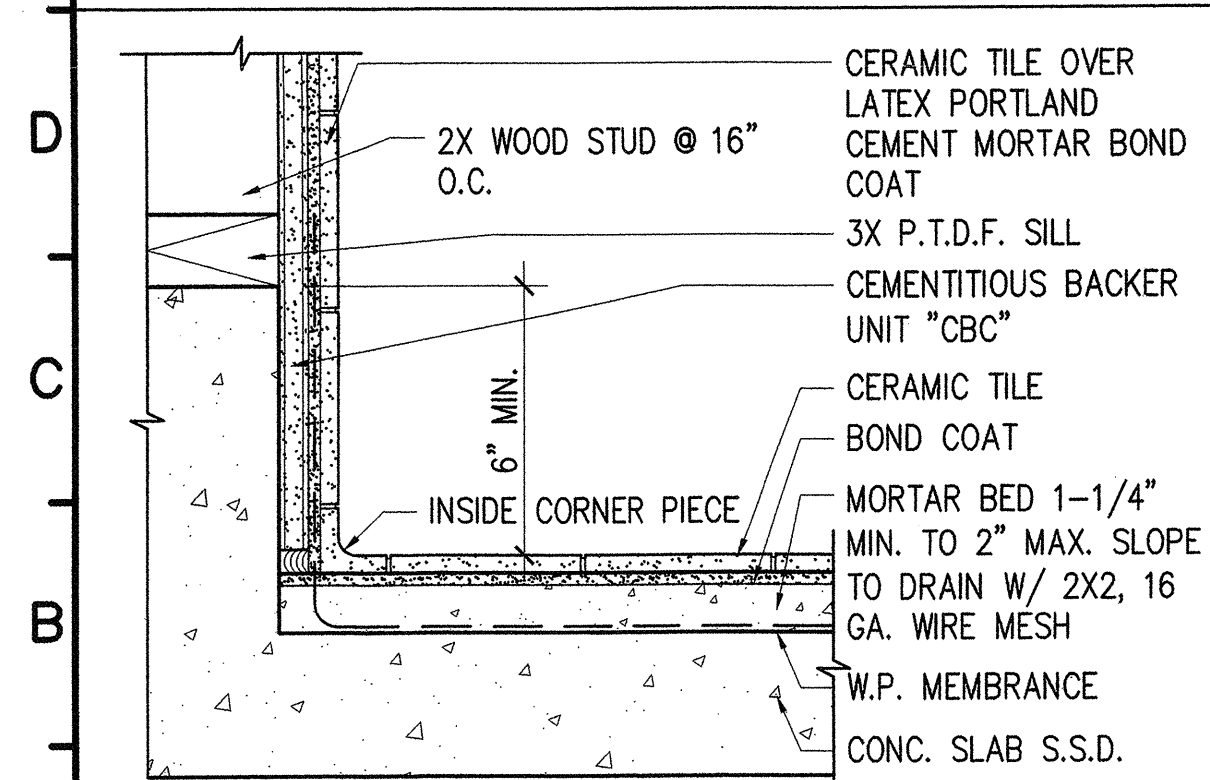 D
C
B
2X WOOD STUD @ 16"
O.C.
6" MIN.
INSIDE CORNER PIECE
CERAMIC TILE OVER
LATEX PORTLAND
CEMENT MORTAR BOND
COAT
3X P.T.D.F. SILL
CEMENTITIOUS BACKER
UNIT "CBC"
CERAMIC TILE
BOND COAT
MORTAR BED 1-1/4"
MIN. TO 2" MAX. SLOPE
TO DRAIN W/ 2X2, 16
GA. WIRE MESH
W.P. MEMBRANCE
CONC. SLAB S.S.D.